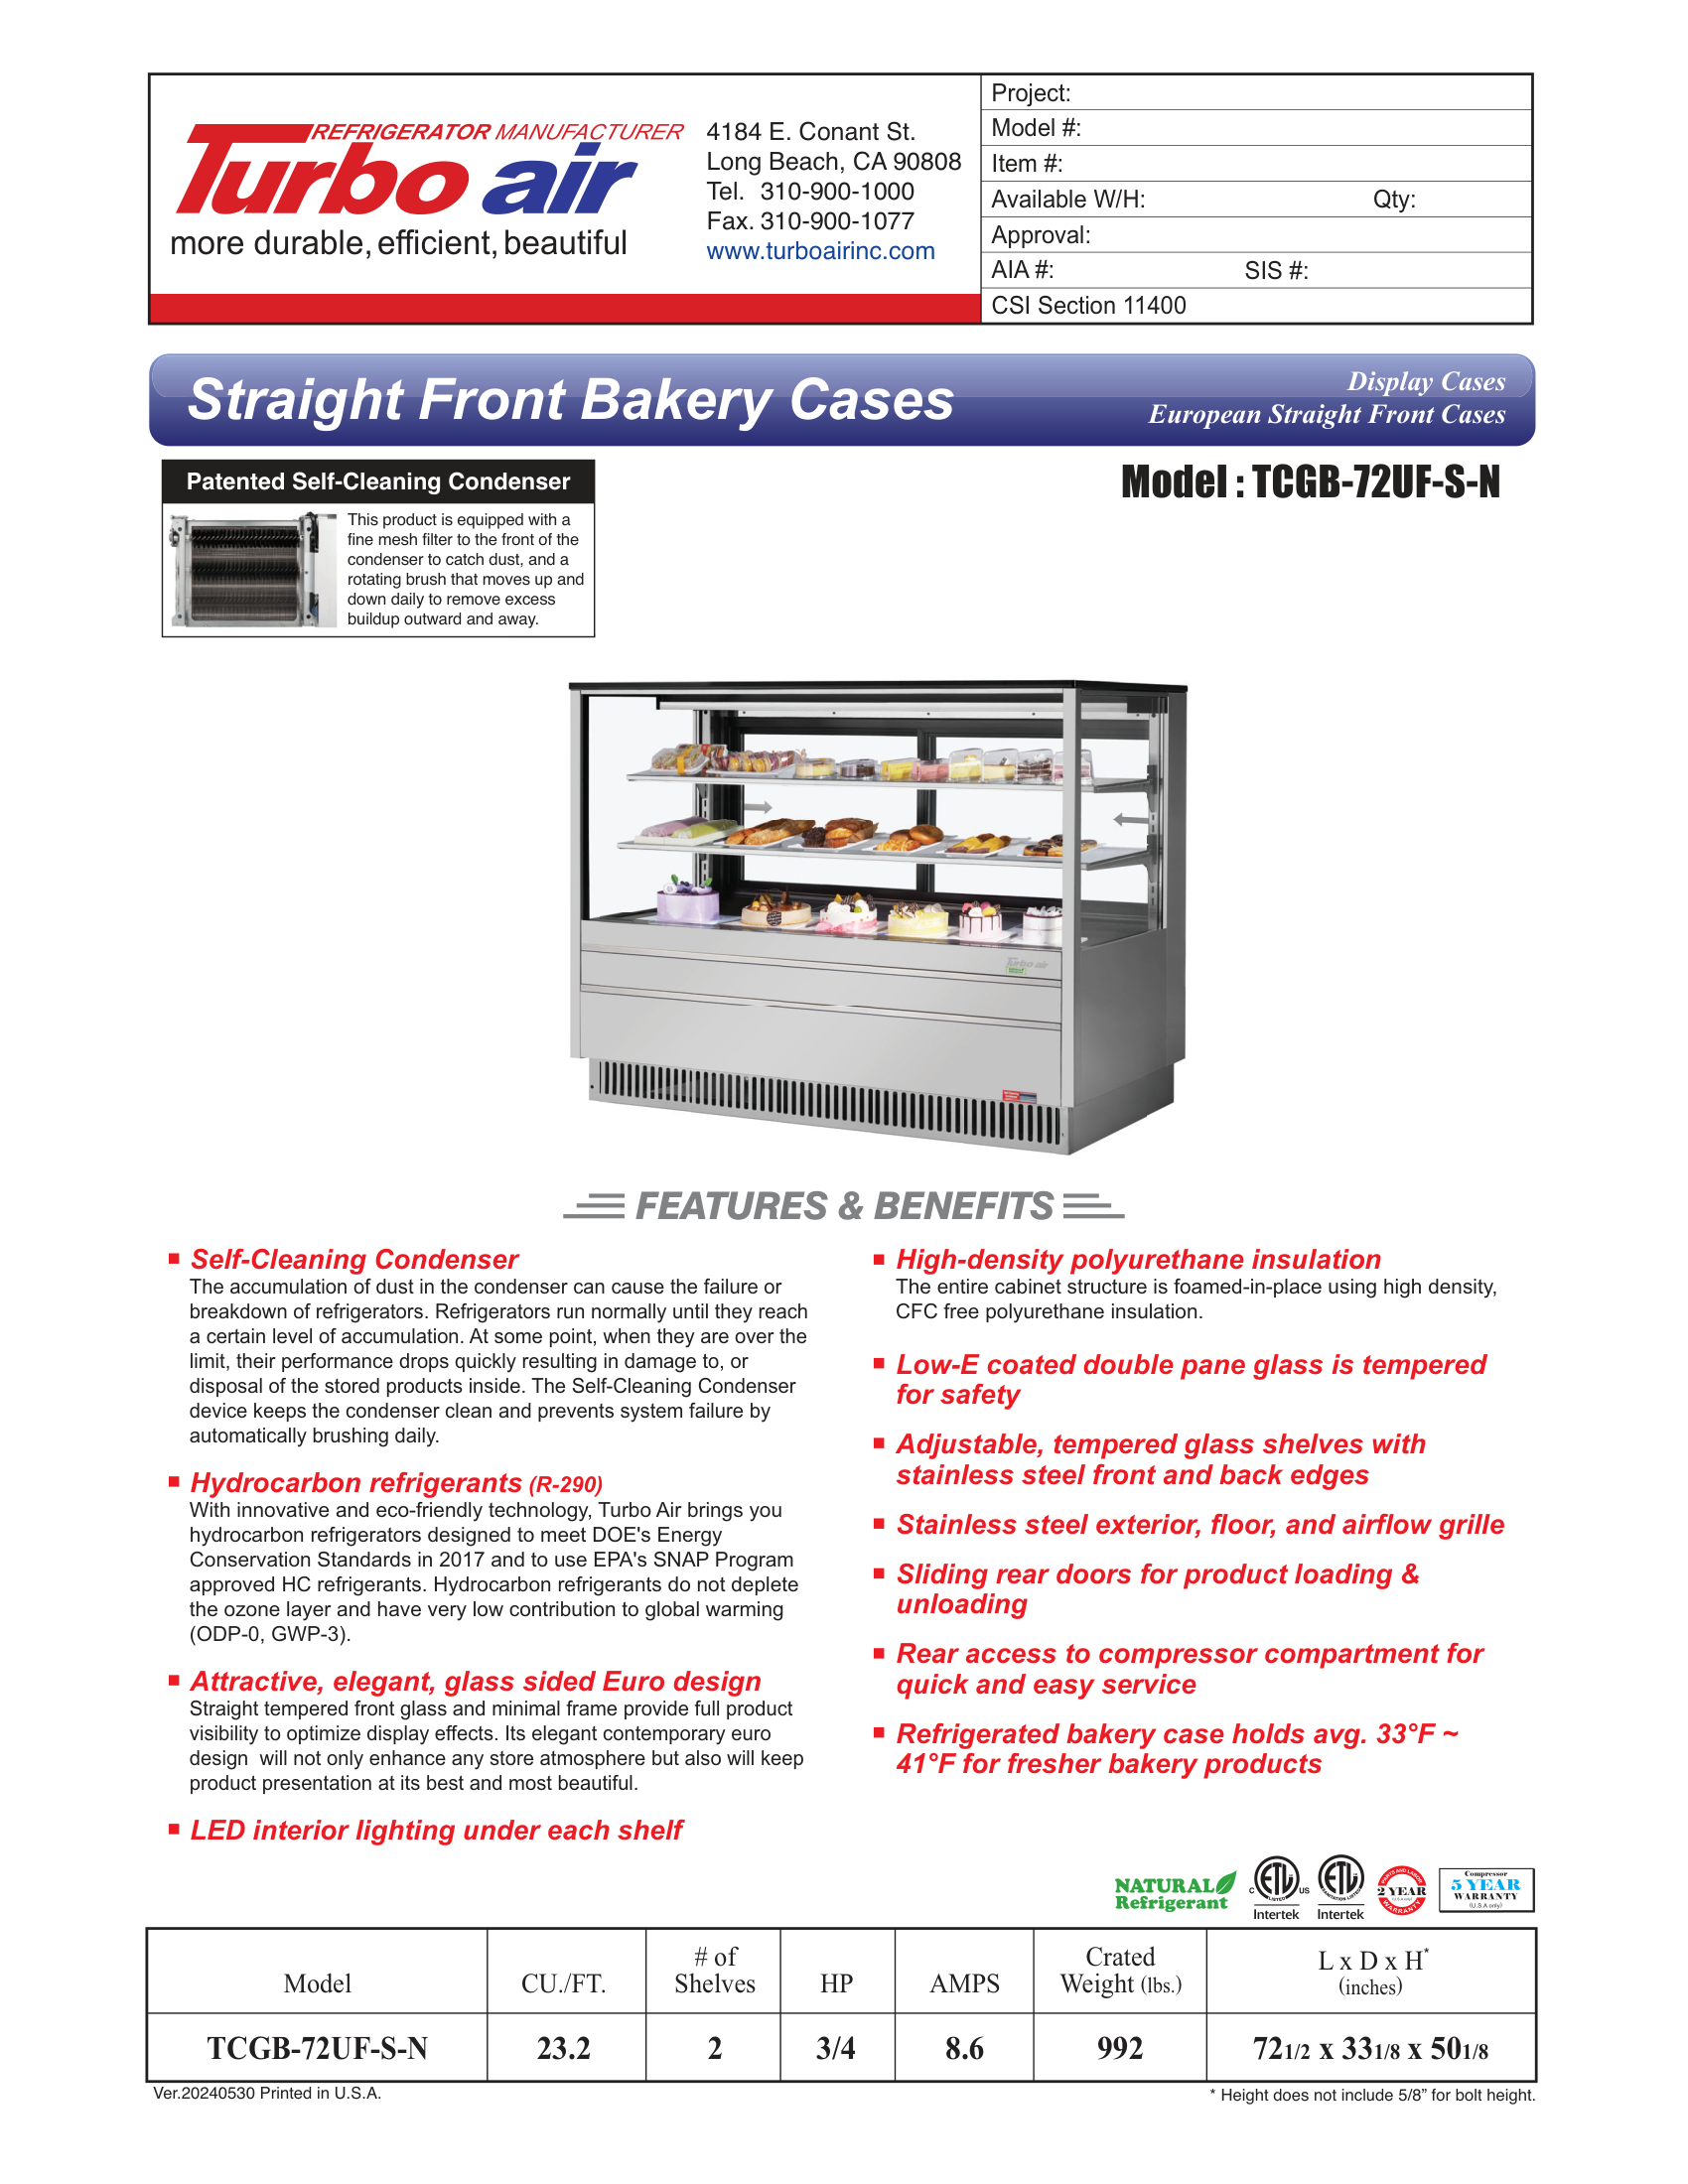 REFRIGERATOR MANUFACTURER
Turbo air
more durable, efficient, beautiful
4184 E. Conant St.
Long Beach, CA 90808
Tel. 310-900-1000
Fax. 310-900-1077
www.turboairinc.com
Project:
Model #:
Item #:
Available W/H: Qty:
Approval:
AIA #: SIS #:
CSI Section 11400
Straight Front Bakery Cases
Display Cases
European Straight Front Cases
Patented Self-Cleaning Condenser
This product is equipped with a
fine mesh filter to the front of the
condenser to catch dust, and a
rotating brush that moves up and
down daily to remove excess
buildup outward and away.
Model : TCGB-72UF-S-N
Turbo air
FEATURES & BENEFITS
Self-Cleaning Condenser
The accumulation of dust in the condenser can cause the failure or
breakdown of refrigerators. Refrigerators run normally until they reach
a certain level of accumulation. At some point, when they are over the
limit, their performance drops quickly resulting in damage to, or
disposal of the stored products inside. The Self-Cleaning Condenser
device keeps the condenser clean and prevents system failure by
automatically brushing daily.
Hydrocarbon refrigerants (R-290)
With innovative and eco-friendly technology, Turbo Air brings you
hydrocarbon refrigerators designed to meet DOE's Energy
Conservation Standards in 2017 and to use EPA's SNAP Program
approved HC refrigerants. Hydrocarbon refrigerants do not deplete
the ozone layer and have very low contribution to global warming
(ODP-0, GWP-3).
Attractive, elegant, glass sided Euro design
Straight tempered front glass and minimal frame provide full product
visibility to optimize display effects. Its elegant contemporary euro
design will not only enhance any store atmosphere but also will keep
product presentation at its best and most beautiful.
LED interior lighting under each shelf
High-density polyurethane insulation
The entire cabinet structure is foamed-in-place using high density,
CFC free polyurethane insulation.
Low-E coated double pane glass is tempered
for safety
Adjustable, tempered glass shelves with
stainless steel front and back edges
Stainless steel exterior, floor, and airflow grille
Sliding rear doors for product loading &
unloading
Rear access to compressor compartment for
quick and easy service
Refrigerated bakery case holds avg. 33°F ~
41°F for fresher bakery products
NATURAL
Refrigerant
C ETL US
LISTED
Intertek
ETL
SANITATION LISTED
Intertek
PARTS AND LABOR
2 YEAR
(U.S.A only)
WARRANTY
Compressor
5 YEAR
WARRANTY
(U.S.A only)
Model CU./FT. # of Shelves HP AMPS Crated Weight (lbs.) L x D x H* (inches)
TCGB-72UF-S-N 23.2 2 3/4 8.6 992 72 1/2 x 33 1/8 x 50 1/8
Ver.20240530 Printed in U.S.A.
* Height does not include 5/8” for bolt height.